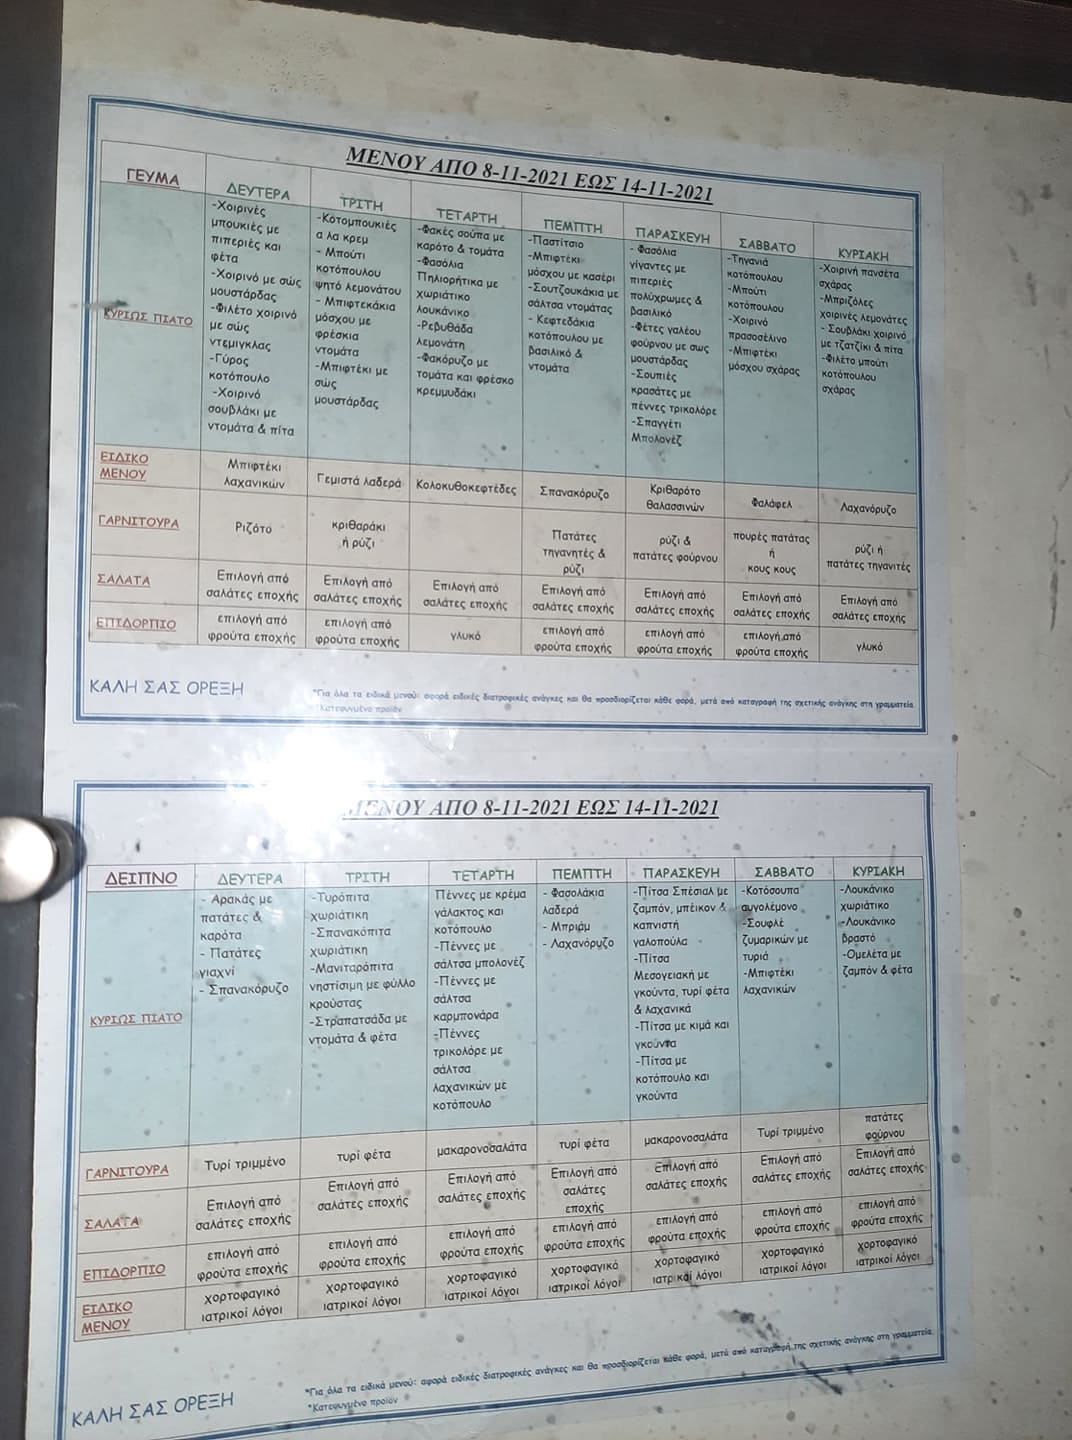 ΜΕΝΟΥ ΑΠΟ 8-11-2021 ΕΩΣ 14-11-2021
ΓΕΥΜΑ
ΔΕΥΤΕΡΑ
ΤΡΙΤΗ
ΤΕΤΑΡΤΗ
ΠΕΜΠΤΗ
ΠΑΡΑΣΚΕΥΗ
ΣΑΒΒΑΤΟ
ΚΥΡΙΑΚΗ
ΚΥΡΙΩΣ ΠΙΑΤΟ
-Χοιρινές
μπουκιές με
πιπεριές και
φέτα
-Χοιρινό με σώς
μουστάρδας
-Φιλέτο χοιρινό
με σώς
ντεμιγκλας
-Γύρος
κοτόπουλο
-Χοιρινό
σουβλάκι με
ντομάτα & πίτα
-Κοτομπουκιές
α λα κρεμ
- Μπούτι
κοτόπουλου
ψητό λεμονάτου
- Μπιφτεκάκια
μόσχου με
φρέσκια
ντομάτα
-Μπιφτέκι με
σώς
μουστάρδας
-Φακές σούπα με
καρότο & τομάτα
-Φασόλια
Πηλιορήτικα με
χωριάτικο
λουκάνικο
-Ρεβυθάδα
λεμονάτη
-Φακόρυζο με
τομάτα και φρέσκο
κρεμμυδάκι
-Παστίτσιο
-Μπιφτέκι
μόσχου με κασέρι
-Σουτζουκάκια με
σάλτσα ντομάτας
- Κεφτεδάκια
κοτόπουλου με
βασιλικό &
ντομάτα
- Φασόλια
γίγαντες με
πιπεριές
πολύχρωμες &
βασιλικό
-Φέτες γαλέου
φούρνου με σως
μουστάρδας
-Σουπιές
κρασάτες με
πέννες τρικολόρε
-Σπαγγέτι
Μπολονέζ
-Τηγανιά
κοτόπουλου
-Μπούτι
κοτόπουλου
-Χοιρινό
πρασοσέλινο
-Μπιφτέκι
μόσχου σχάρας
-Χοιρινή πανσέτα
σχάρας
-Μπριζόλες
χοιρινές λεμονάτες
- Σουβλάκι χοιρινό
με τζατζίκι & πίτα
-Φιλέτο μπούτι
κοτόπουλου
σχάρας
ΕΙΔΙΚΟ
ΜΕΝΟΥ
Μπιφτέκι
λαχανικών
Γεμιστά λαδερά
Κολοκυθοκεφτέδες
Σπανακόρυζο
Κριθαρότο
θαλασσινών
Φαλάφελ
Λαχανόρυζο
ΓΑΡΝΙΤΟΥΡΑ
Ριζότο
κριθαράκι
ή ρύζι
Πατάτες
τηγανητές &
ρύζι
ρύζι &
πατάτες φούρνου
πουρές πατάτας
ή
κους κους
ρύζι ή
πατάτες τηγανιτές
ΣΑΛΑΤΑ
Επιλογή από
σαλάτες εποχής
Επιλογή από
σαλάτες εποχής
Επιλογή από
σαλάτες εποχής
Επιλογή από
σαλάτες εποχής
Επιλογή από
σαλάτες εποχής
Επιλογή από
σαλάτες εποχής
Επιλογή από
σαλάτες εποχής
ΕΠΙΔΟΡΠΙΟ
επιλογή από
φρούτα εποχής
επιλογή από
φρούτα εποχής
γλυκό
επιλογή από
φρούτα εποχής
επιλογή από
φρούτα εποχής
επιλογή από
φρούτα εποχής
γλυκό
ΚΑΛΗ ΣΑΣ ΟΡΕΞΗ
*Για όλα τα ειδικά μενού: αφορά ειδικές διατροφικές ανάγκες και θα προσδιορίζεται κάθε φορά, μετά από καταγραφή της σχετικής ανάγκης στη γραμματεία.
*Κατεψυγμένο προϊόν
ΜΕΝΟΥ ΑΠΟ 8-11-2021 ΕΩΣ 14-11-2021
ΔΕΙΠΝΟ
ΔΕΥΤΕΡΑ
ΤΡΙΤΗ
ΤΕΤΑΡΤΗ
ΠΕΜΠΤΗ
ΠΑΡΑΣΚΕΥΗ
ΣΑΒΒΑΤΟ
ΚΥΡΙΑΚΗ
ΚΥΡΙΩΣ ΠΙΑΤΟ
- Αρακάς με
πατάτες &
καρότα
- Πατάτες
γιαχνί
- Σπανακόρυζο
-Τυρόπιτα
χωριάτικη
-Σπανακόπιτα
χωριάτικη
-Μανιταρόπιτα
νηστίσιμη με φύλλο
κρούστας
-Στραπατσάδα με
ντομάτα & φέτα
Πέννες με κρέμα
γάλακτος και
κοτόπουλο
-Πέννες με
σάλτσα μπολονέζ
-Πέννες με
σάλτσα
καρμπονάρα
-Πέννες
τρικολόρε με
σάλτσα
λαχανικών με
κοτόπουλο
- Φασολάκια
λαδερά
- Μπριάμ
- Λαχανόρυζο
-Πίτσα Σπέσιαλ με
ζαμπόν, μπέικον &
καπνιστή
γαλοπούλα
-Πίτσα
Μεσογειακή με
γκούντα, τυρί φέτα
& λαχανικά
-Πίτσα με κιμά και
γκούντα
-Πίτσα με
κοτόπουλο και
γκούντα
-Κοτόσουπα
αυγολέμονο
-Σουφλέ
ζυμαρικών με
τυριά
-Μπιφτέκι
λαχανικών
-Λουκάνικο
χωριάτικο
-Λουκάνικο
βραστό
-Ομελέτα με
ζαμπόν & φέτα
ΓΑΡΝΙΤΟΥΡΑ
Τυρί τριμμένο
τυρί φέτα
μακαρονοσαλάτα
τυρί φέτα
μακαρονοσαλάτα
Τυρί τριμμένο
πατάτες
φούρνου
ΣΑΛΑΤΑ
Επιλογή από
σαλάτες εποχής
Επιλογή από
σαλάτες εποχής
Επιλογή από
σαλάτες εποχής
Επιλογή από
σαλάτες
εποχής
Επιλογή από
σαλάτες εποχής
Επιλογή από
σαλάτες εποχής
Επιλογή από
σαλάτες εποχής
ΕΠΙΔΟΡΠΙΟ
επιλογή από
φρούτα εποχής
επιλογή από
φρούτα εποχής
επιλογή από
φρούτα εποχής
επιλογή από
φρούτα εποχής
επιλογή από
φρούτα εποχής
επιλογή από
φρούτα εποχής
επιλογή από
φρούτα εποχής
ΕΙΔΙΚΟ
ΜΕΝΟΥ
χορτοφαγικό
ιατρικοί λόγοι
χορτοφαγικό
ιατρικοί λόγοι
χορτοφαγικό
ιατρικοί λόγοι
χορτοφαγικό
ιατρικοί λόγοι
χορτοφαγικό
ιατρικοί λόγοι
χορτοφαγικό
ιατρικοί λόγοι
χορτοφαγικό
ιατρικοί λόγοι
ΚΑΛΗ ΣΑΣ ΟΡΕΞΗ
*Για όλα τα ειδικά μενού: αφορά ειδικές διατροφικές ανάγκες και θα προσδιορίζεται κάθε φορά, μετά από καταγραφή της σχετικής ανάγκης στη γραμματεία.
*Κατεψυγμένο προϊόν